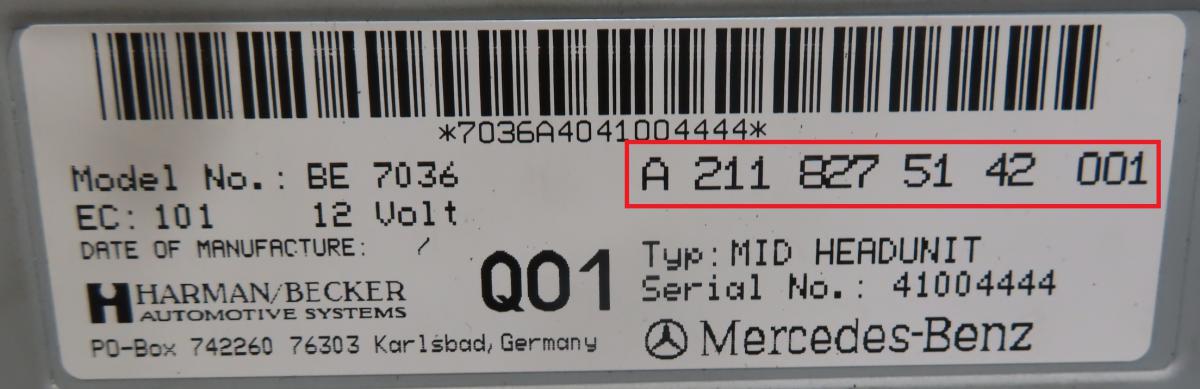 *7036A4041004444*
Model No.: BE 7036
A 211 827 51 42 001
EC: 101 12 Volt
DATE OF MANUFACTURE: /
Q01
Typ: MID HEADUNIT
Serial No.: 41004444
HARMAN/BECKER
AUTOMOTIVE SYSTEMS
Mercedes-Benz
PO-Box 742260 76303 Karlsbad, Germany